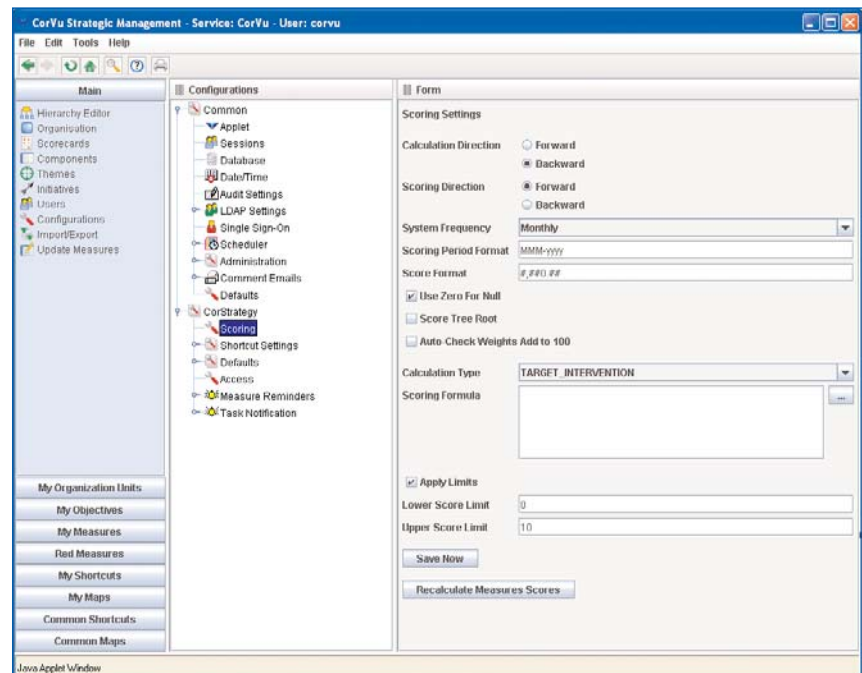 CorVu Strategic Management - Service: CorVu - User: corvu
File Edit Tools Help
Main
Hierarchy Editor
Organisation
Scorecards
Components
Themes
Initiatives
Users
Configurations
Import/Export
Update Measures
My Organization Units
My Objectives
My Measures
Red Measures
My Shortcuts
My Maps
Common Shortcuts
Common Maps
Configurations
Common
Applet
Sessions
Database
Date/Time
Audit Settings
LDAP Settings
Single Sign-On
Scheduler
Administration
Comment Emails
Defaults
CorStrategy
Scoring
Shortcut Settings
Defaults
Access
Measure Reminders
Task Notification
Form
Scoring Settings
Calculation Direction Forward
Backward
Scoring Direction Forward
Backward
System Frequency Monthly
Scoring Period Format MMM-yyyy
Score Format #,##0.##
Use Zero For Null
Score Tree Root
Auto-Check Weights Add to 100
Calculation Type TARGET_INTERVENTION
Scoring Formula ...
Apply Limits
Lower Score Limit 0
Upper Score Limit 10
Save Now
Recalculate Measures Scores
Java Applet Window